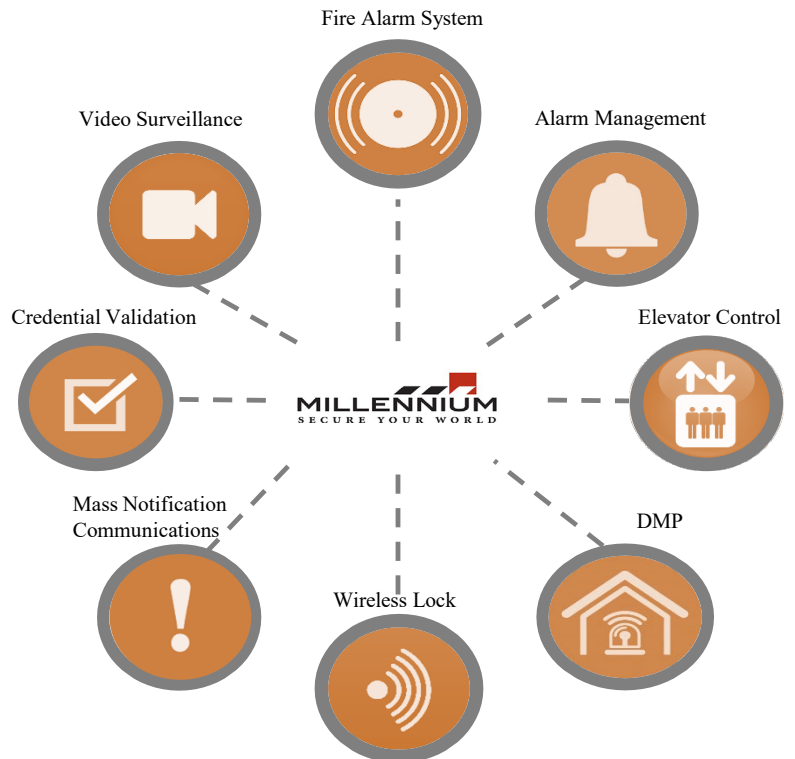 Fire Alarm System
Video Surveillance
Alarm Management
Credential Validation
Elevator Control
MILLENNIUM
SECURE YOUR WORLD
Mass Notification
Communications
DMP
Wireless Lock